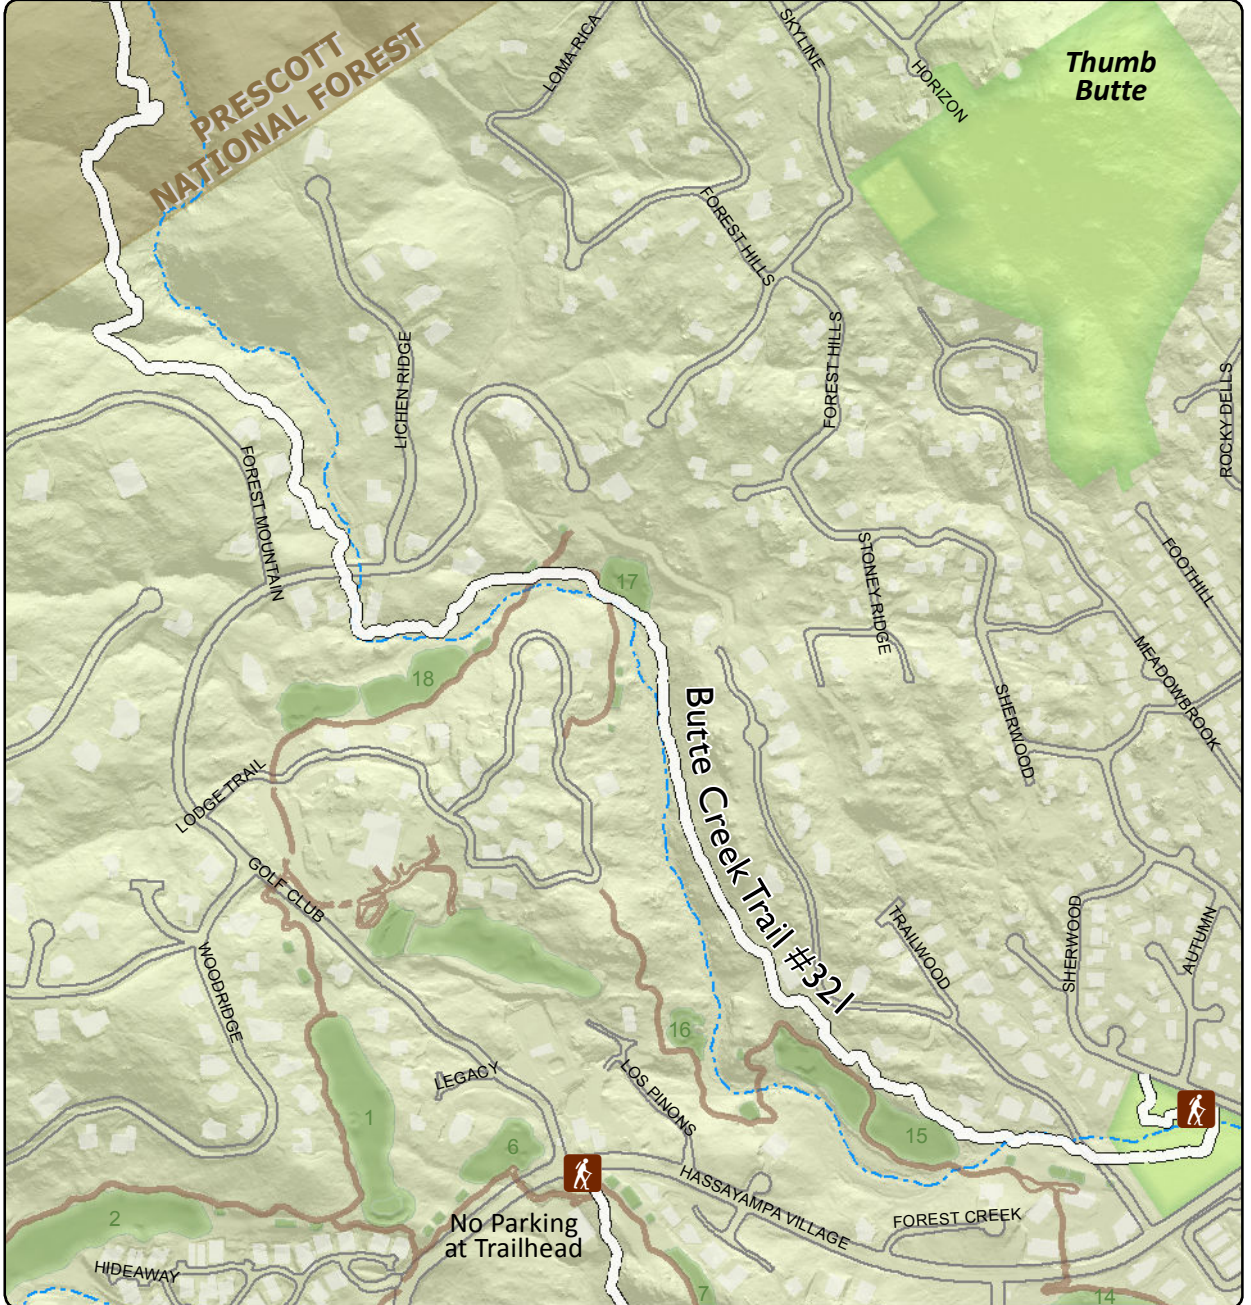 PRESCOTT
NATIONAL FOREST
LOMA RICA
SKYLINE
HORIZON
Thumb
Butte
FOREST HILLS
LICHEN RIDGE
FOREST HILLS
ROCKY DELLS
FOREST MOUNTAIN
STONEY RIDGE
FOOTHILL
17
18
MEADOWBROOK
SHERWOOD
Butte Creek Trail #321
LODGE TRAIL
GOLF CLUB
WOODRIDGE
TRAILWOOD
SHERWOOD
AUTUMN
16
LEGACY
LOS PINONS
1
15
6
HASSAYAMPA VILLAGE
FOREST CREEK
2
No Parking
at Trailhead
HIDEAWAY
7
14